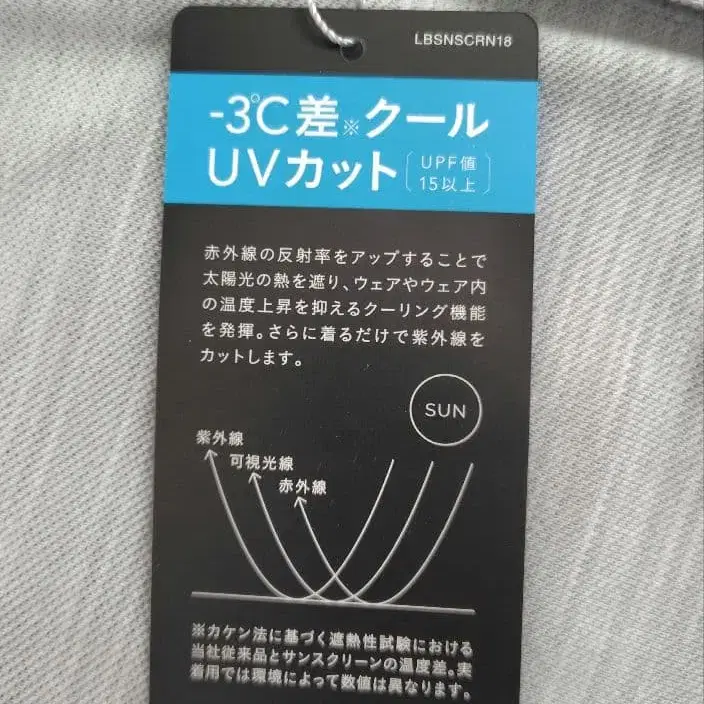 LBSNSCRN18
-3℃差※クール
UVカット〔UPF値15以上〕
赤外線の反射率をアップすることで
太陽光の熱を遮り、ウェアやウェア内
の温度上昇を抑えるクーリング機能
を発揮。さらに着るだけで紫外線を
カットします。
SUN
紫外線
可視光線
赤外線
※カケン法に基づく遮熱性試験における
当社従来品とサンスクリーンの温度差。実
着用では環境によって数値は異なります。